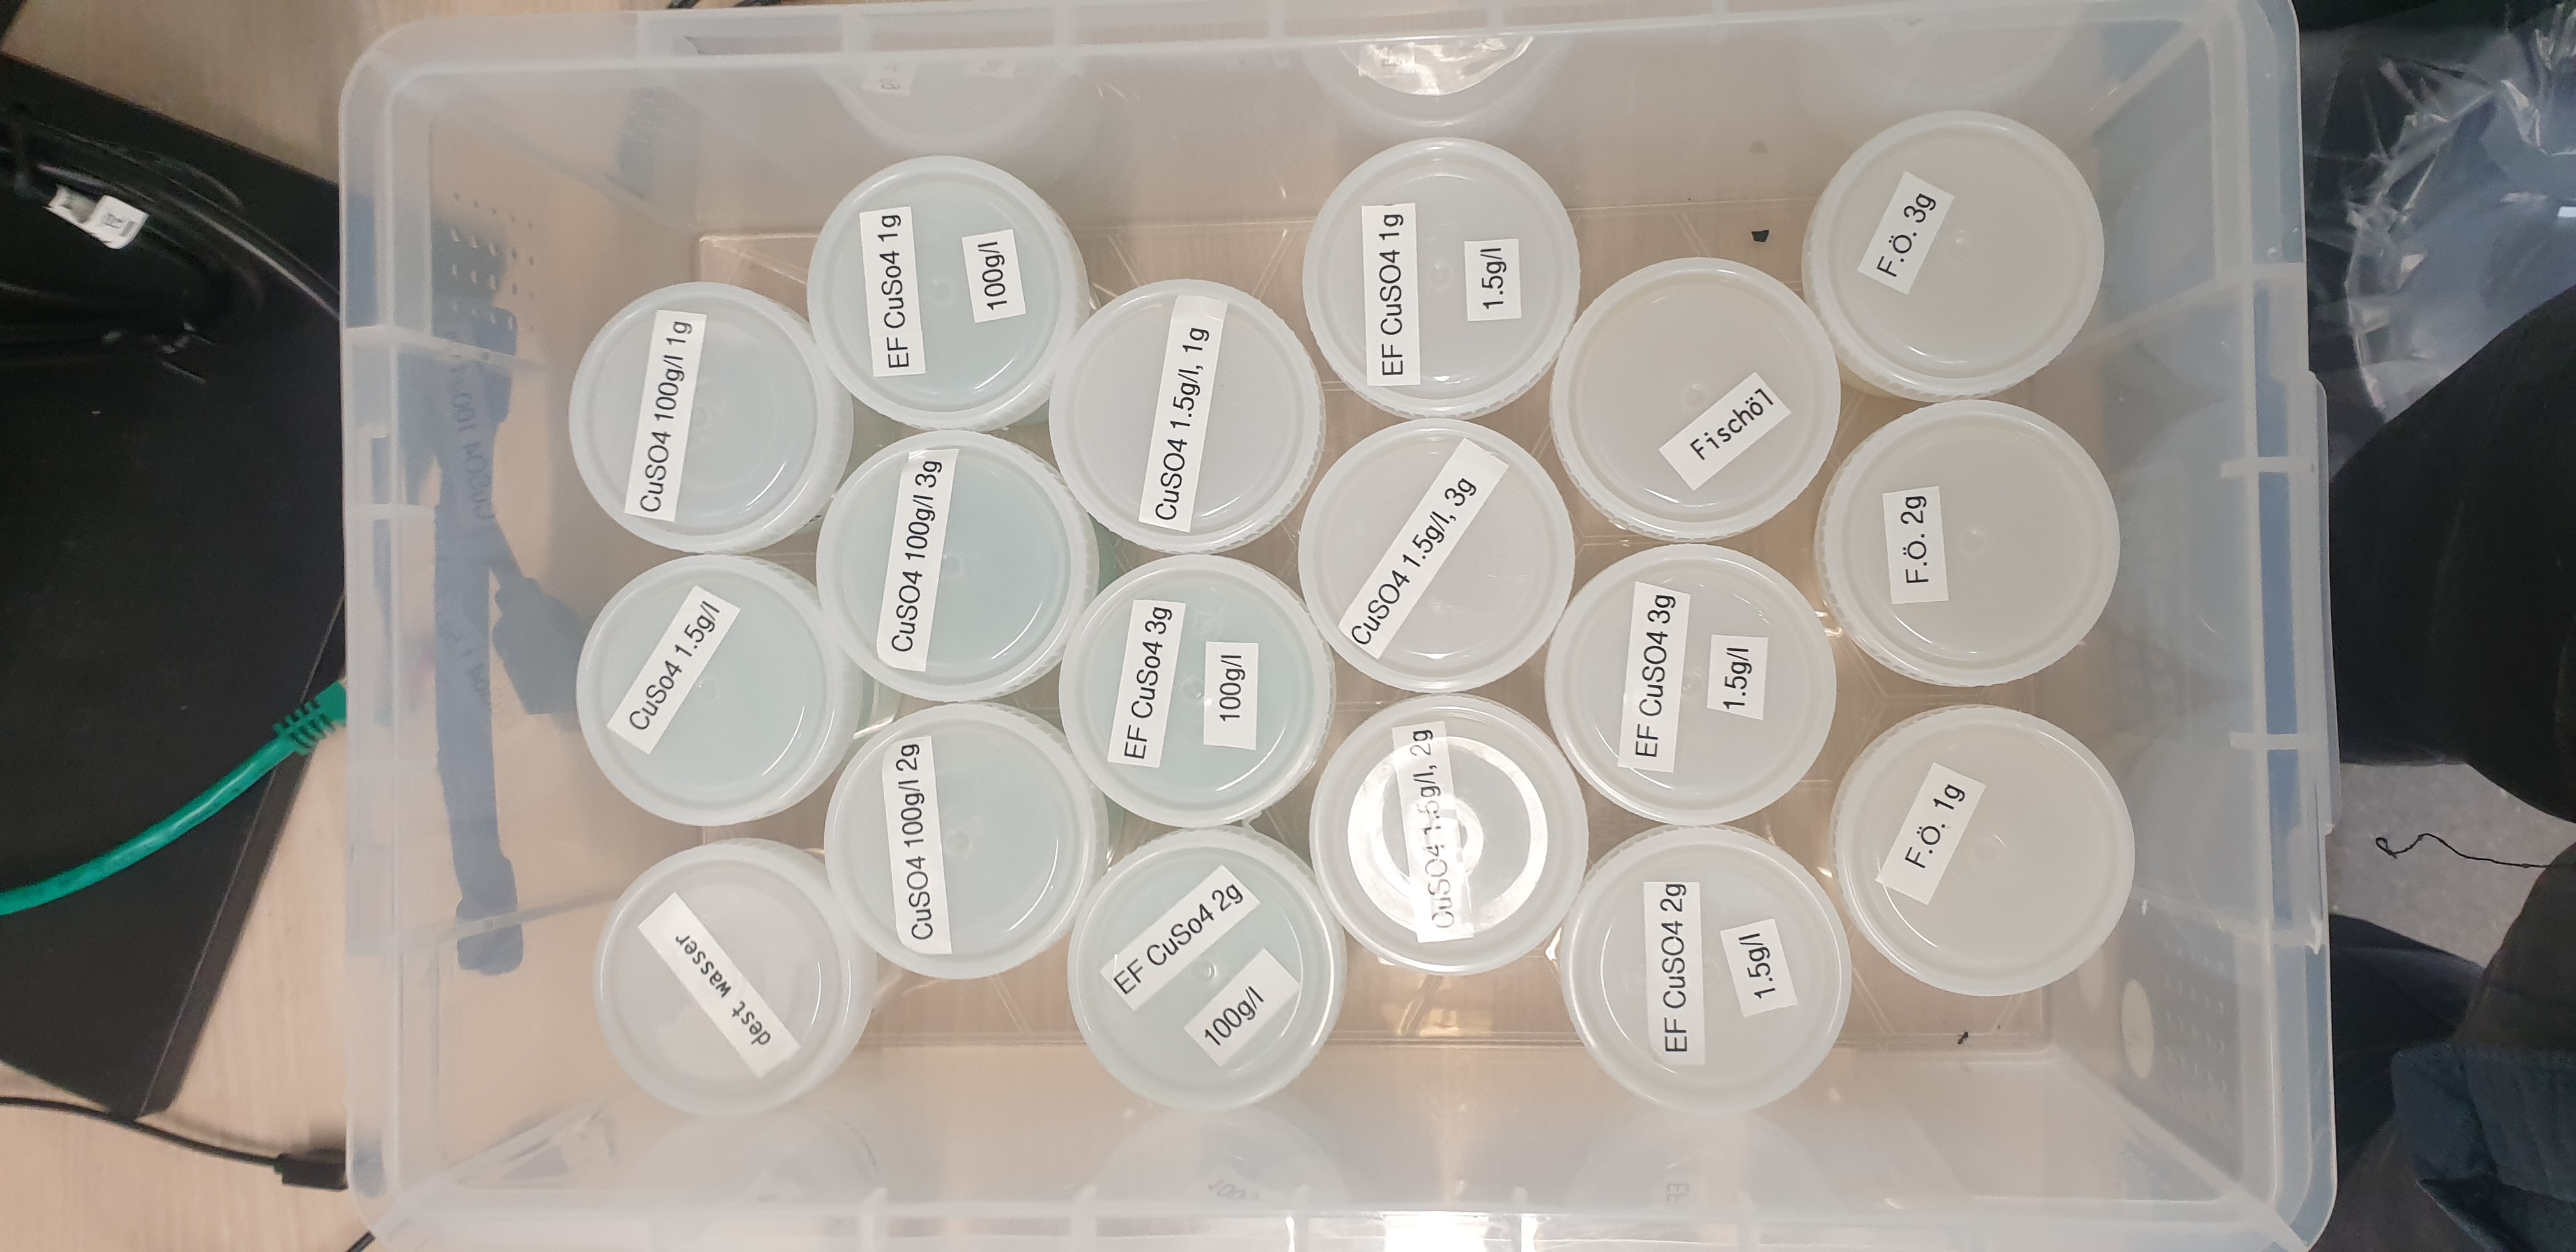 dest wasser
CuSo4 1.5g/l
CuSO4 100g/l 1g
CuSO4 100g/l 2g
CuSO4 100g/l 3g
EF CuSo4 1g
100g/l
EF CuSo4 2g
100g/l
EF CuSo4 3g
100g/l
CuSO4 1.5g/l, 1g
CuSO4 1.5g/l, 2g
CuSO4 1.5g/l, 3g
EF CuSO4 1g
1.5g/l
EF CuSO4 2g
1.5g/l
EF CuSO4 3g
1.5g/l
Fischöl
F.Ö. 1g
F.Ö. 2g
F.Ö. 3g